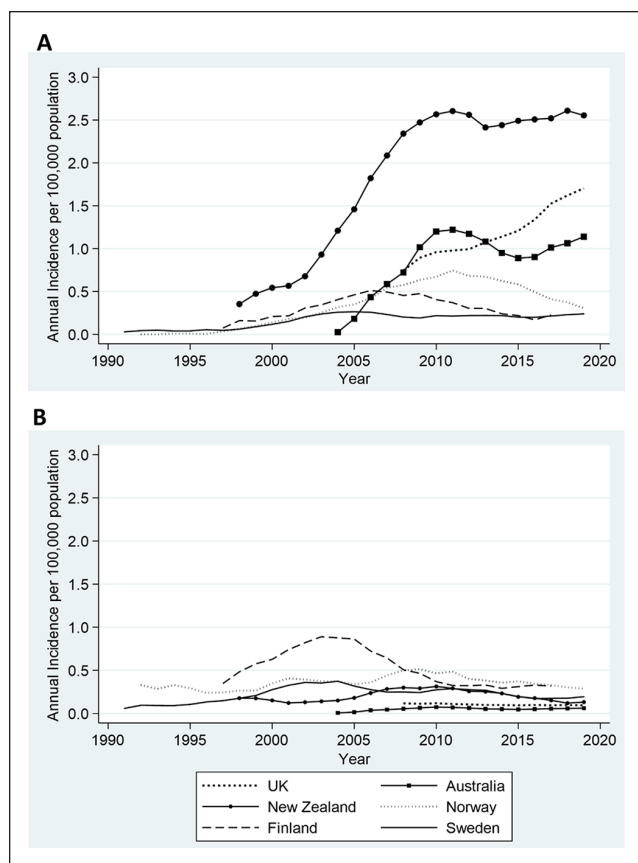 A
Annual Incidence per 100,000 population
3.0
2.5
2.0
1.5
1.0
0.5
0.0
1990 1995 2000 2005 2010 2015 2020
Year
B
Annual Incidence per 100,000 population
3.0
2.5
2.0
1.5
1.0
0.5
0.0
1990 1995 2000 2005 2010 2015 2020
Year
UK Australia
New Zealand Norway
Finland Sweden